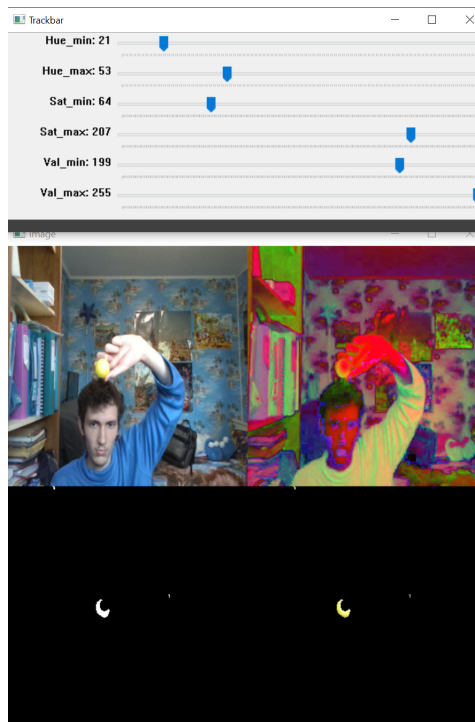 Trackbar
Hue_min: 21
Hue_max: 53
Sat_min: 64
Sat_max: 207
Val_min: 199
Val_max: 255
Image